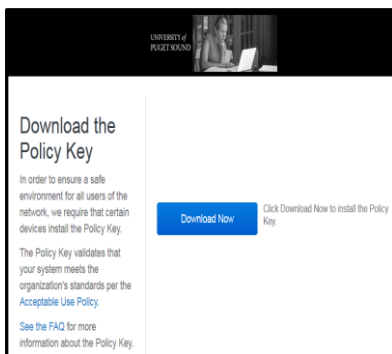 UNIVERSITY of
PUGET SOUND
Download the
Policy Key
In order to ensure a safe
environment for all users of the
network, we require that certain
devices install the Policy Key.
The Policy Key validates that
your system meets the
organization's standards per the
Acceptable Use Policy.
See the FAQ for more
information about the Policy Key.
Download Now
Click Download Now to install the Policy
Key.